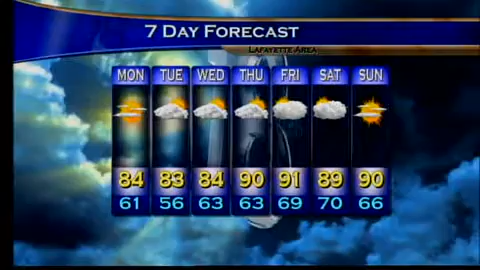 7 DAY FORECAST
LAFAYETTE AREA
MON TUE WED THU FRI SAT SUN
84 83 84 90 91 89 90
61 56 63 63 69 70 66